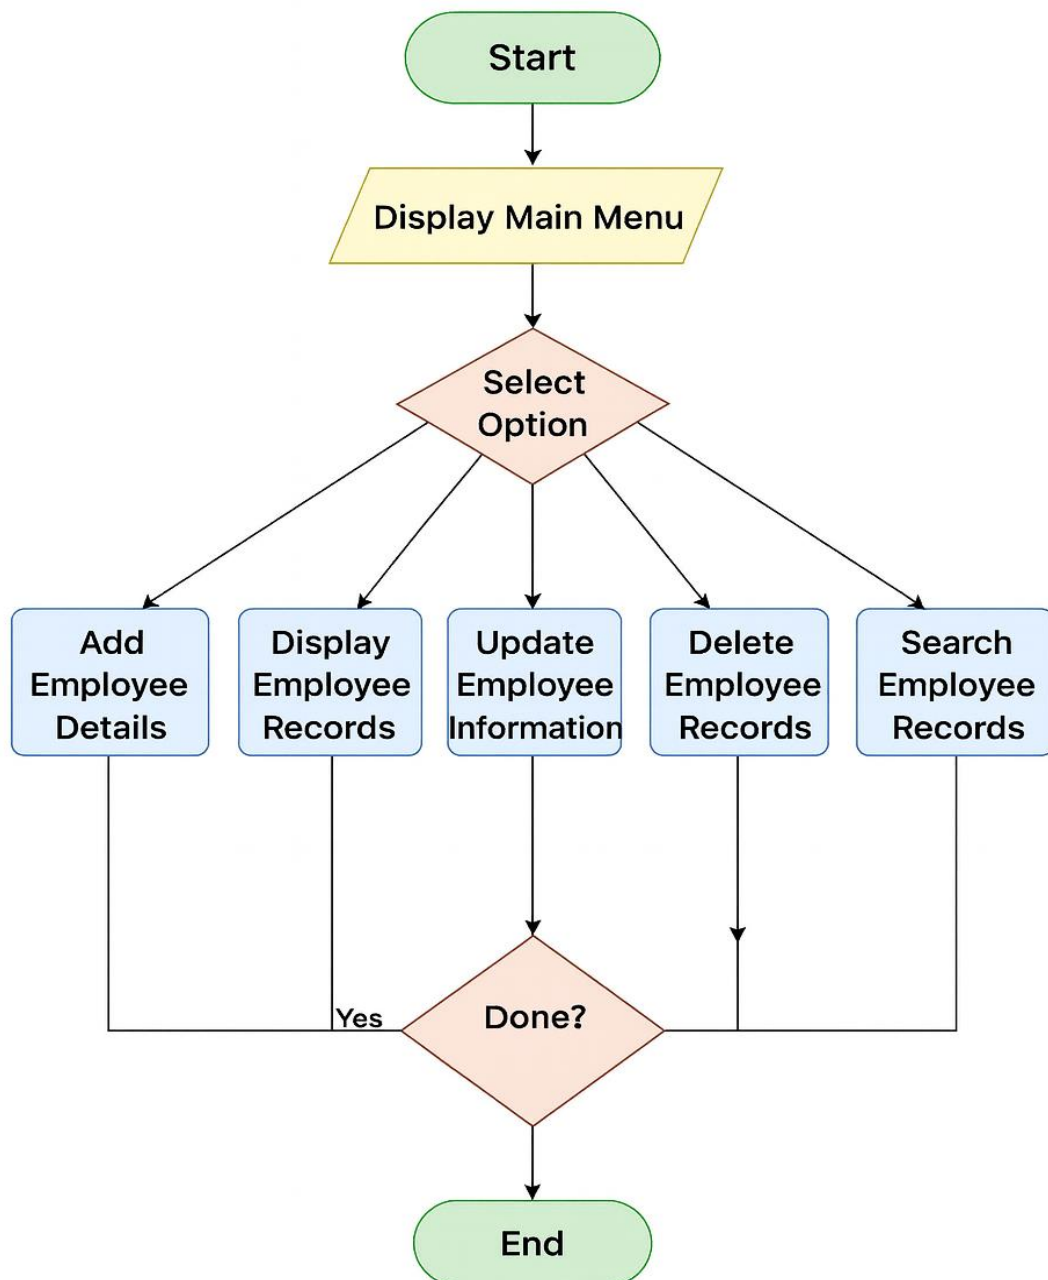 Start
Display Main Menu
Select
Option
Add
Employee
Details
Display
Employee
Records
Update
Employee
Information
Delete
Employee
Records
Search
Employee
Records
Yes
Done?
End